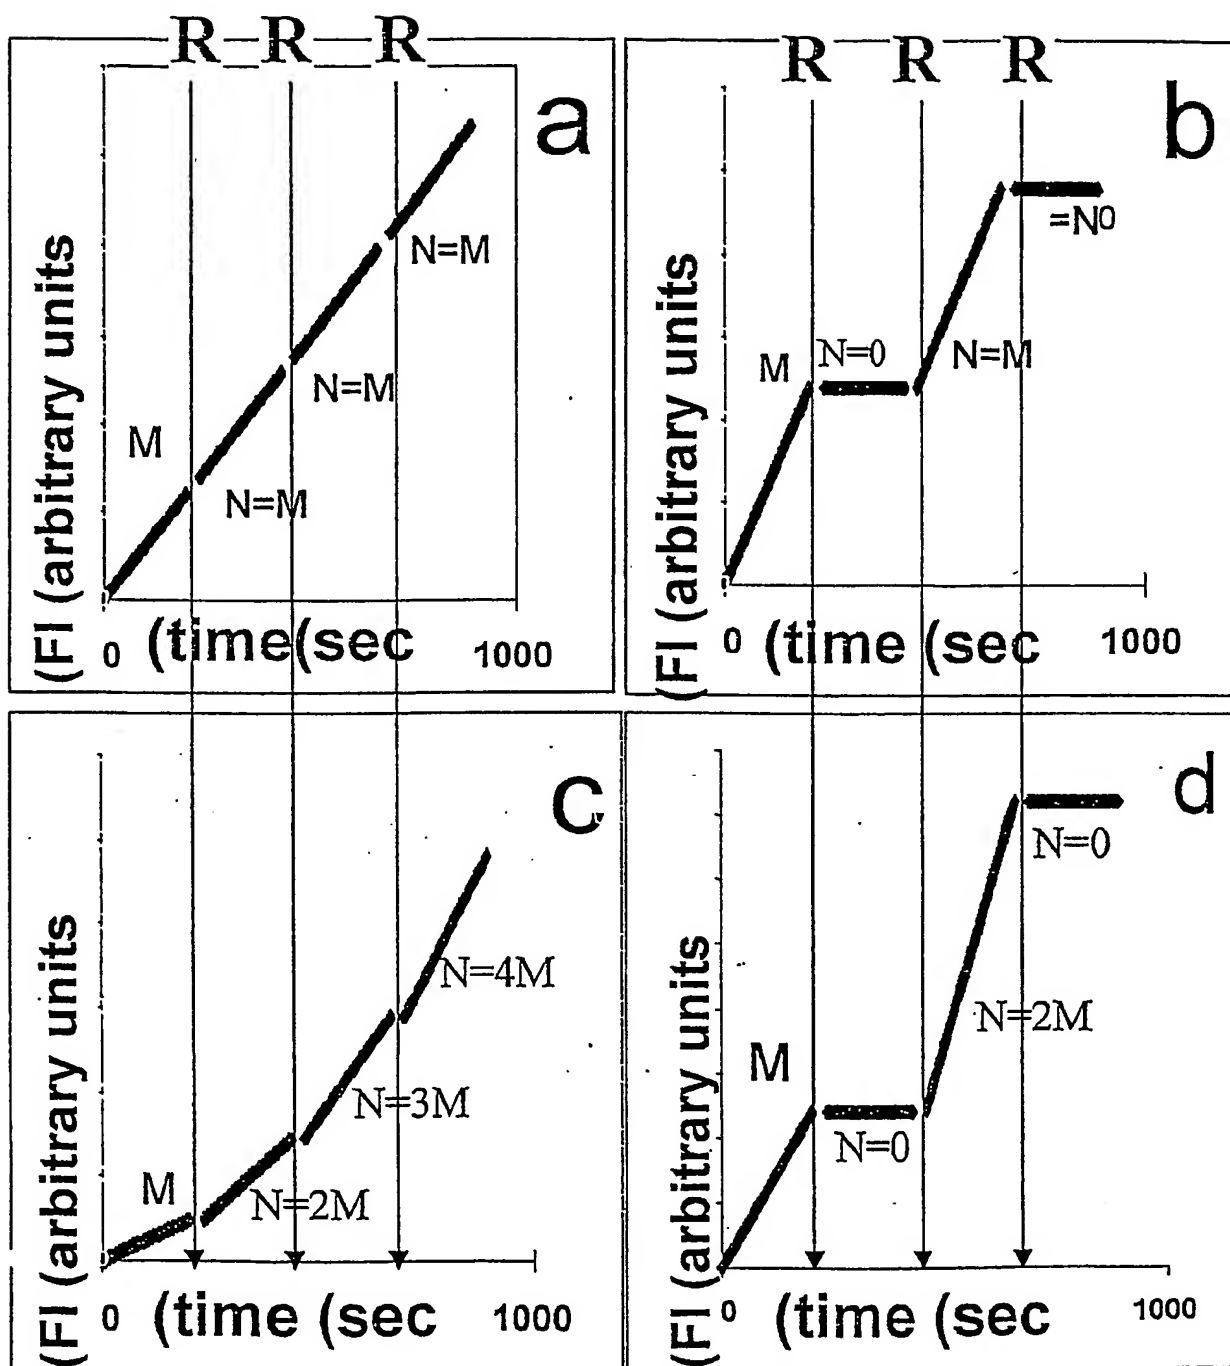 R R R
a
(FI (arbitrary units
M
N=M
N=M
N=M
0 (time(sec 1000
R R R
b
(FI (arbitrary units
M
N=0
N=M
=N0
0 (time (sec 1000
c
(FI (arbitrary units
M
N=2M
N=3M
N=4M
0 (time (sec 1000
d
(FI (arbitrary units
M
N=0
N=2M
N=0
0 (time (sec 1000